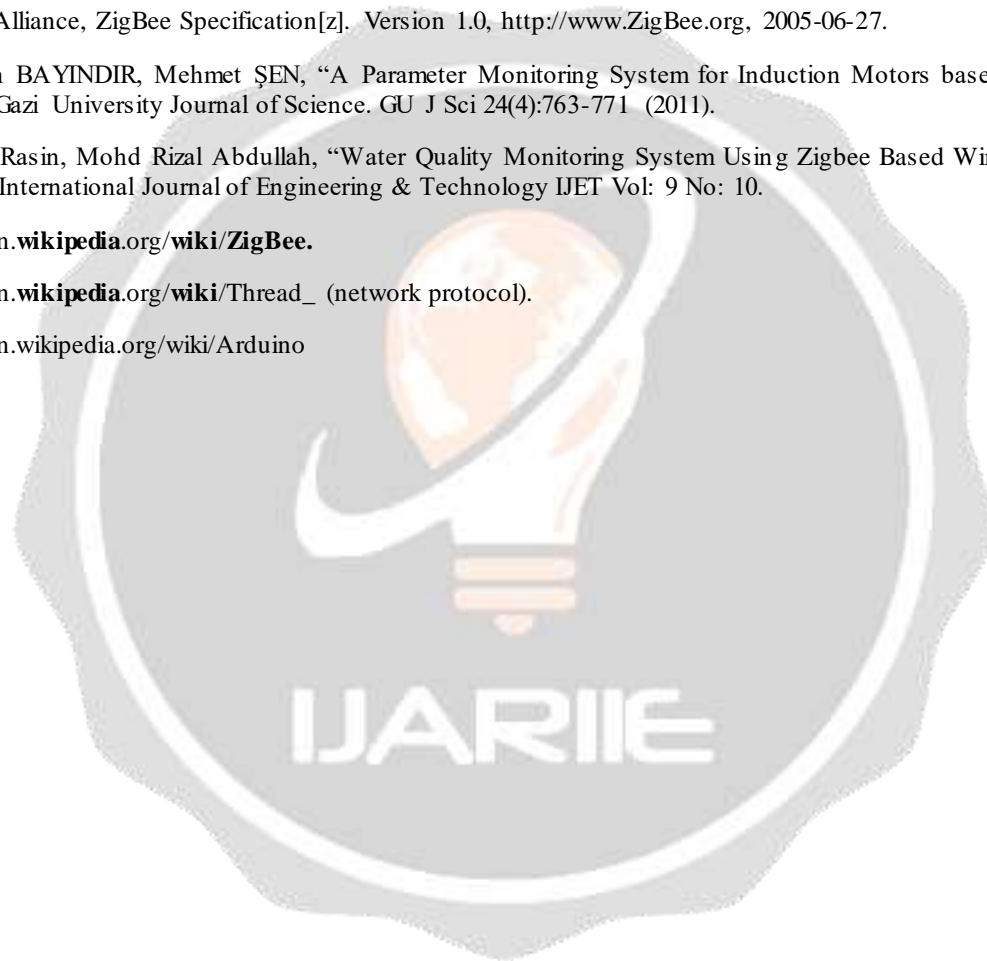 Alliance, ZigBee Specification[z]. Version 1.0, http://www.ZigBee.org, 2005-06-27.
BAYINDIR, Mehmet ŞEN, “A Parameter Monitoring System for Induction Motors base
Gazi University Journal of Science. GU J Sci 24(4):763-771 (2011).
Rasin, Mohd Rizal Abdullah, “Water Quality Monitoring System Using Zigbee Based Wir
International Journal of Engineering & Technology IJET Vol: 9 No: 10.
n.wikipedia.org/wiki/ZigBee.
n.wikipedia.org/wiki/Thread_ (network protocol).
n.wikipedia.org/wiki/Arduino
IJARIIE